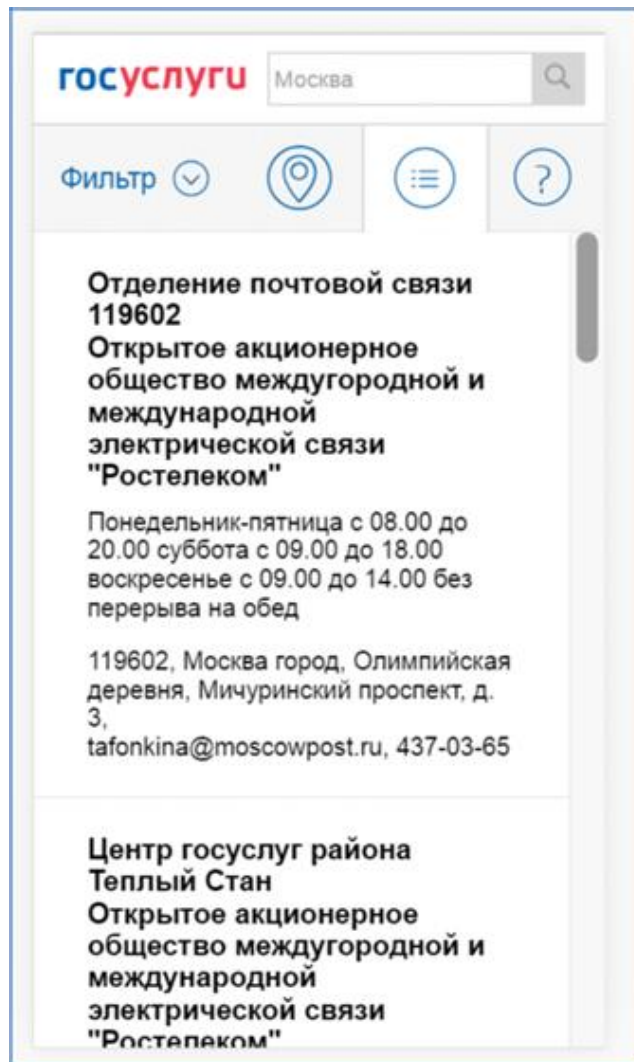 госуслуги Москва
Фильтр ?
Отделение почтовой связи
119602
Открытое акционерное
общество междугородной и
международной
электрической связи
"Ростелеком"
Понедельник-пятница с 08.00 до
20.00 суббота с 09.00 до 18.00
воскресенье с 09.00 до 14.00 без
перерыва на обед
119602, Москва город, Олимпийская
деревня, Мичуринский проспект, д.
3,
tafonkina@moscowpost.ru, 437-03-65
Центр госуслуг района
Теплый Стан
Открытое акционерное
общество междугородной и
международной
электрической связи
"Ростелеком"